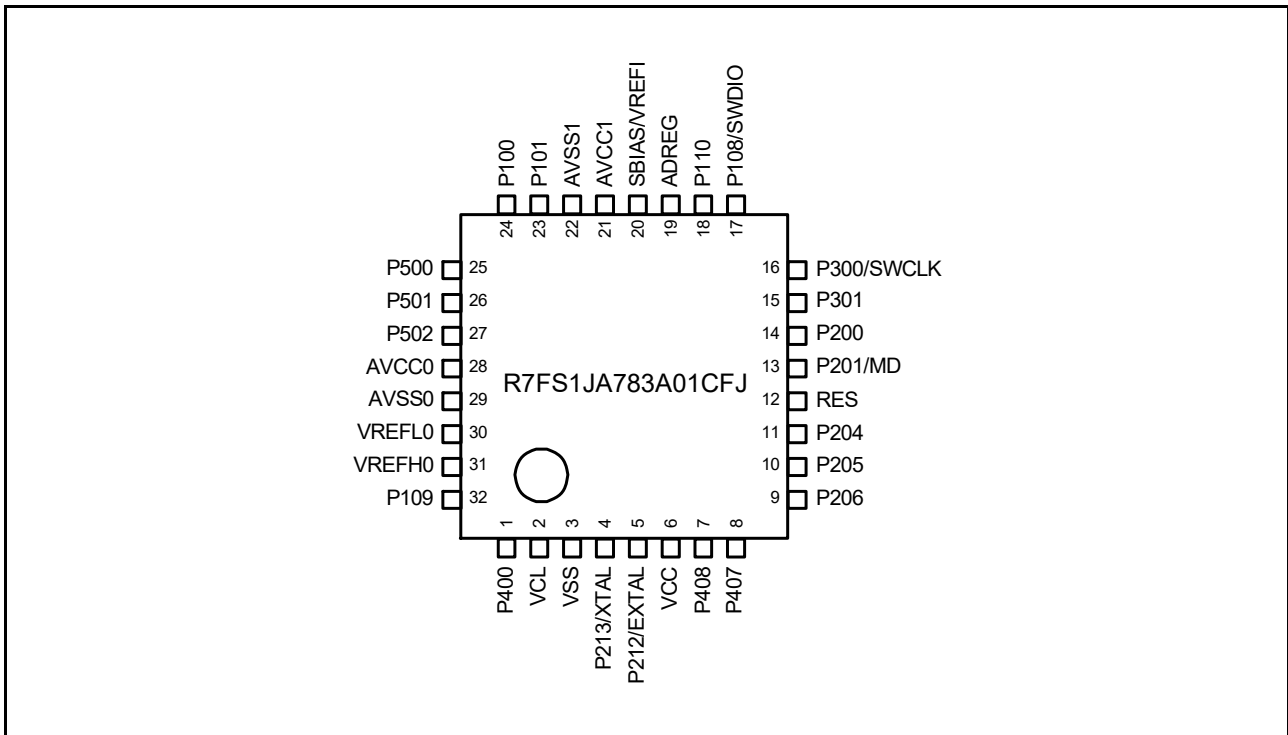 P100
P101
AVSS1
AVCC1
SBIAS/VREFI
ADREG
P110
P108/SWDIO
24
23
22
21
20
19
18
17
P500 25
P501 26
P502 27
AVCC0 28
AVSS0 29
VREFL0 30
VREFH0 31
P109 32
R7FS1JA783A01CFJ
16 P300/SWCLK
15 P301
14 P200
13 P201/MD
12 RES
11 P204
10 P205
9 P206
1
2
3
4
5
6
7
8
P400
VCL
VSS
P213/XTAL
P212/EXTAL
VCC
P408
P407